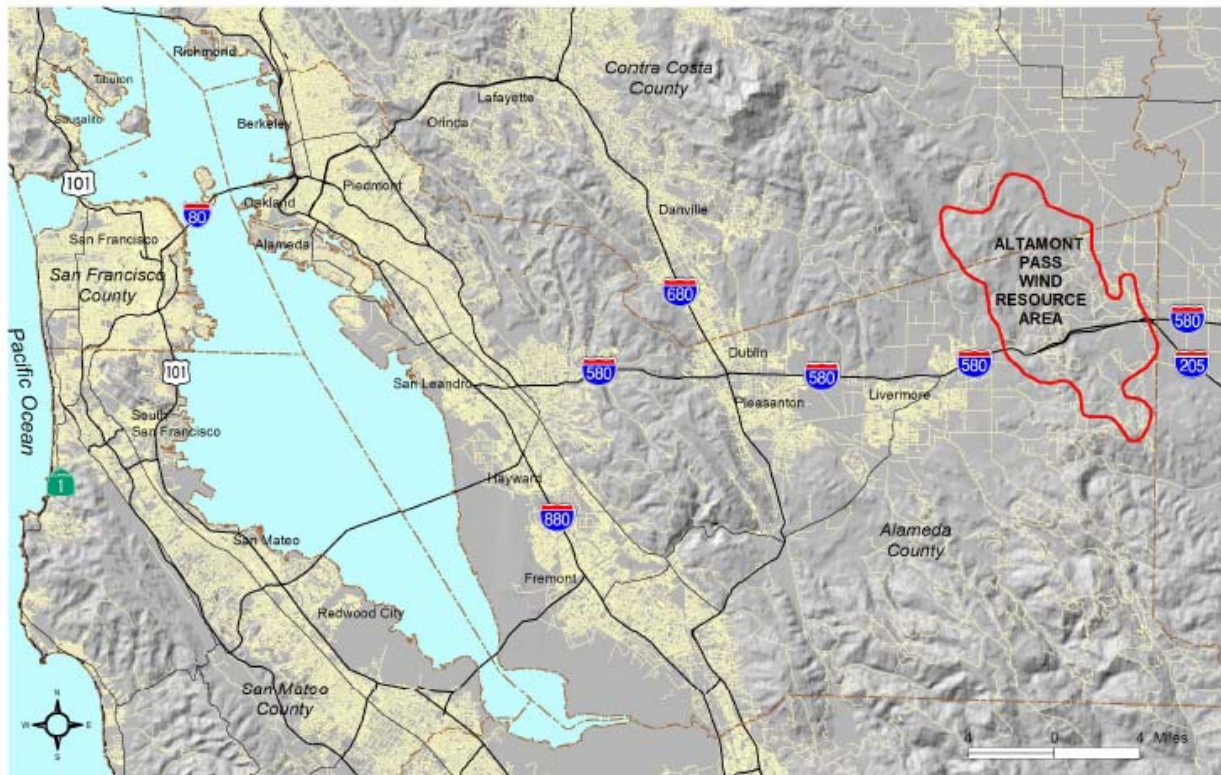 Richmond
Tiburon
Sausalito
Contra Costa
County
Lafayette
Orinda
Berkeley
101
Piedmont
Oakland
80
Alameda
Danville
San Francisco
San Francisco
County
680
ALTAMONT
PASS
WIND
RESOURCE
AREA
580
205
Pacific Ocean
101
San Leandro
580
Dublin
580
580
Pleasanton
Livermore
South
San Francisco
1
Hayward
880
Alameda
County
San Mateo
Fremont
Redwood City
San Mateo
County
N
W
E
S
4
0
4
Miles